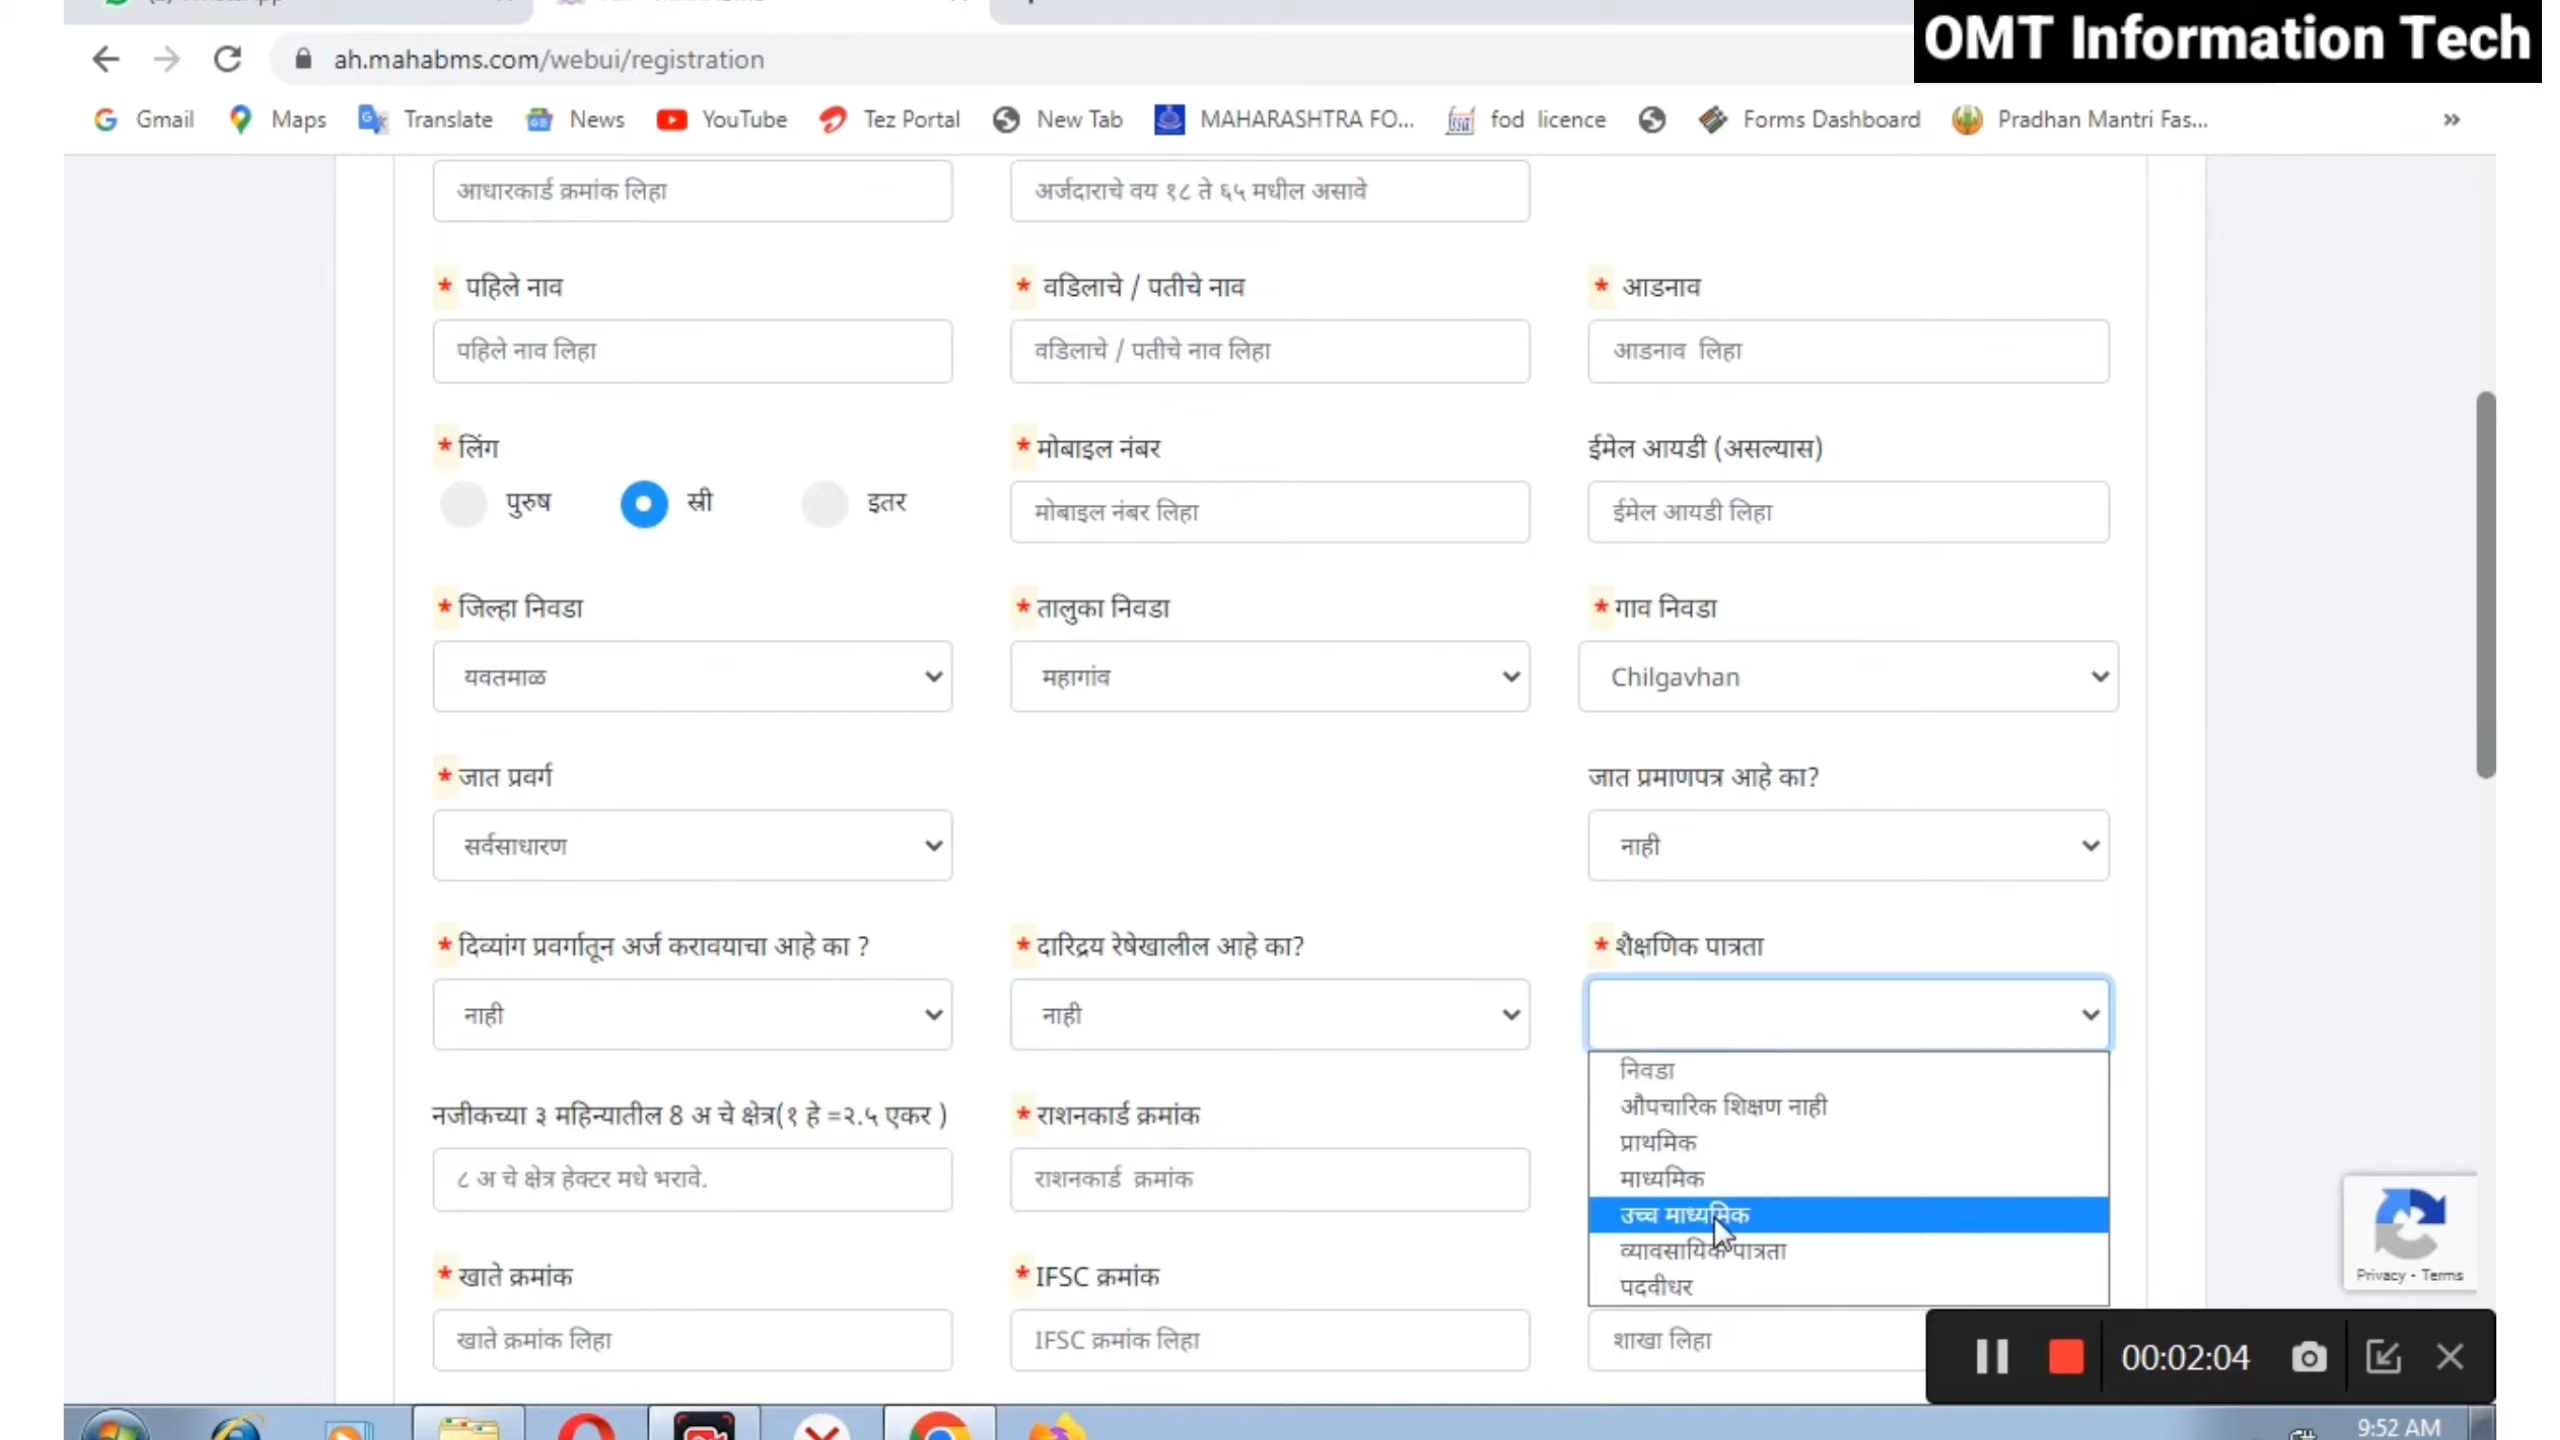 OMT Information Tech
ah.mahabms.com/webui/registration
Gmail Maps Translate News YouTube Tez Portal New Tab MAHARASHTRA FO... fod licence Forms Dashboard Pradhan Mantri Fas... »
आधारकार्ड क्रमांक लिहा अर्जदाराचे वय १८ ते ६५ मधील असावे
* पहिले नाव * वडिलाचे / पतीचे नाव * आडनाव
पहिले नाव लिहा वडिलाचे / पतीचे नाव लिहा आडनाव लिहा
* लिंग * मोबाइल नंबर ईमेल आयडी (असल्यास)
पुरुष स्री इतर मोबाइल नंबर लिहा ईमेल आयडी लिहा
* जिल्हा निवडा * तालुका निवडा * गाव निवडा
यवतमाळ महागांव Chilgavhan
* जात प्रवर्ग जात प्रमाणपत्र आहे का?
सर्वसाधारण नाही
* दिव्यांग प्रवर्गातून अर्ज करावयाचा आहे का ? * दारिद्रय रेषेखालील आहे का? * शैक्षणिक पात्रता
नाही नाही
निवडा
औपचारिक शिक्षण नाही
प्राथमिक
माध्यमिक
उच्च माध्यमिक
व्यावसायिक पात्रता
पदवीधर
नजीकच्या ३ महिन्यातील 8 अ चे क्षेत्र(१ हे =२.५ एकर ) * राशनकार्ड क्रमांक
८ अ चे क्षेत्र हेक्टर मधे भरावे. राशनकार्ड क्रमांक
* खाते क्रमांक * IFSC क्रमांक
खाते क्रमांक लिहा IFSC क्रमांक लिहा शाखा लिहा
Privacy - Terms
00:02:04
9:52 AM